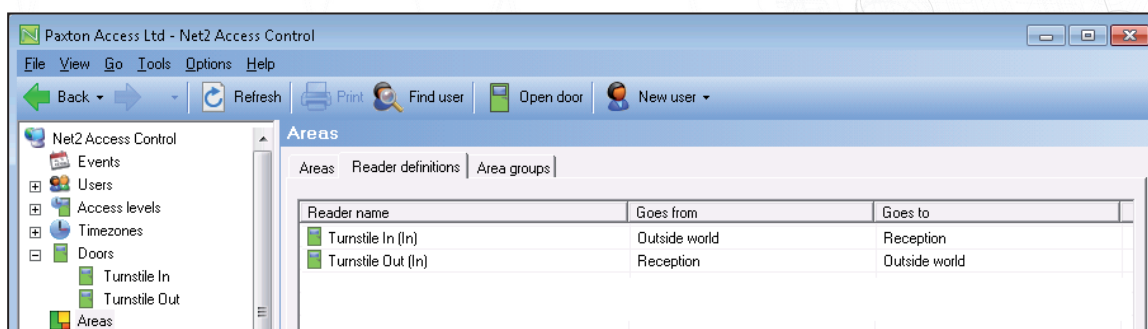 Paxton Access Ltd - Net2 Access Control
File View Go Tools Options Help
Back Refresh Print Find user Open door New user
Net2 Access Control
Events
Users
Access levels
Timezones
Doors
Turnstile In
Turnstile Out
Areas
Areas
Areas Reader definitions Area groups
Reader name Goes from Goes to
Turnstile In (In) Outside world Reception
Turnstile Out (In) Reception Outside world